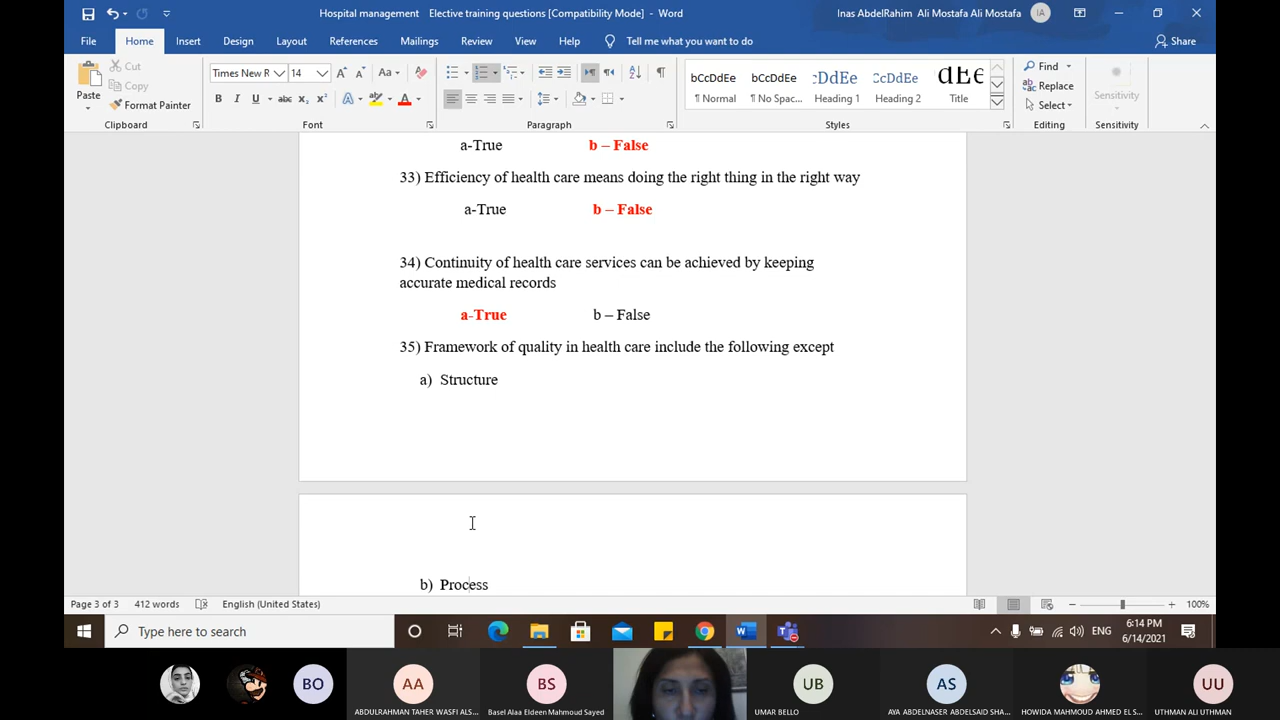 Hospital management    Elective training questions [Compatibility Mode] - Word
Inas AbdelRahim  Ali Mostafa Ali Mostafa
IA
File
Home
Insert
Design
Layout
References
Mailings
Review
View
Help
Tell me what you want to do
Share
Paste
Cut
Copy
Format Painter
Clipboard
Times New R
14
Font
Paragraph
bCcDdEe
¶ Normal
bCcDdEe
¶ No Spac...
cCcDdEe
Heading 1
cCcDdEe
Heading 2
dEe
Title
Styles
Find
Replace
Select
Editing
Sensitivity
Sensitivity
a-True    b – False
33) Efficiency of health care means doing the right thing in the right way
a-True    b – False
34) Continuity of health care services can be achieved by keeping
accurate medical records
a-True    b – False
35) Framework of quality in health care include the following except
a) Structure
b) Process
Page 3 of 3
412 words
English (United States)
100%
Type here to search
ENG
6:14 PM
6/14/2021
BO
AA
ABDULRAHMAN TAHER WASFI ALS...
BS
Basel Alaa Eldeen Mahmoud Sayed
UB
UMAR BELLO
AS
AYA ABDELNASER ABDELSAID SHA...
HOWIDA MAHMOUD AHMED EL S...
UU
UTHMAN ALI UTHMAN